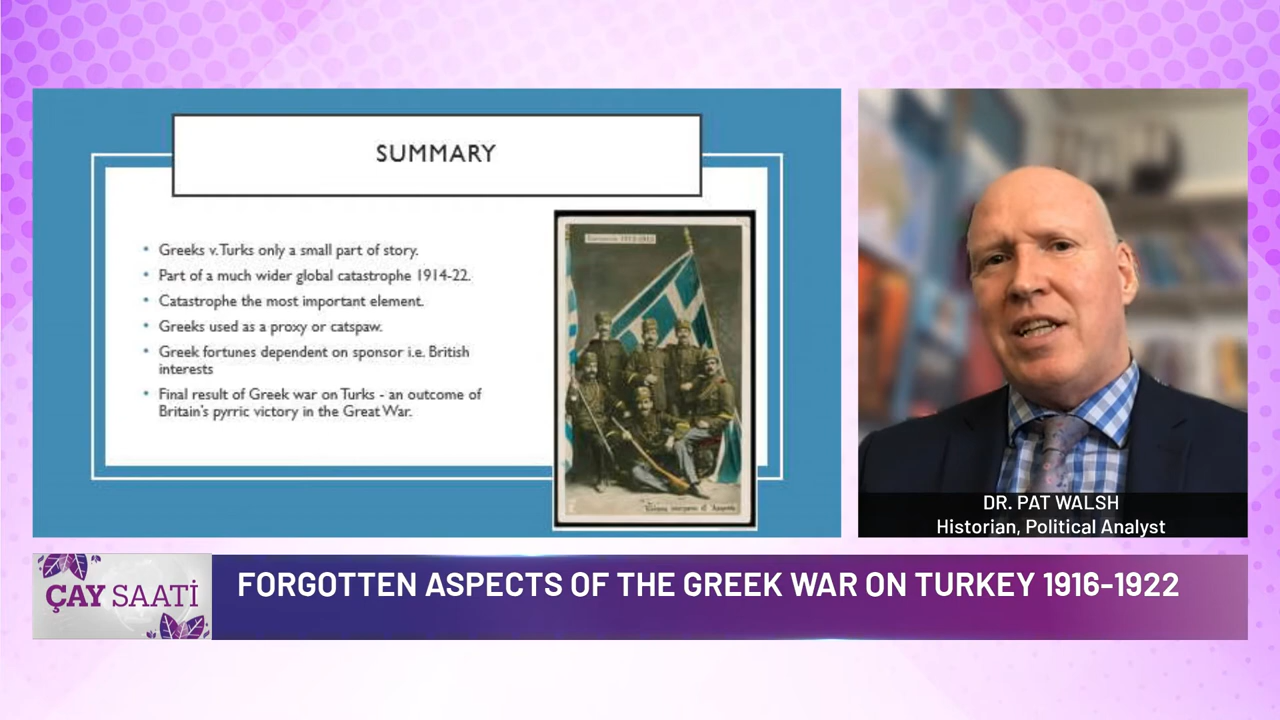 SUMMARY
• Greeks v. Turks only a small part of story.
• Part of a much wider global catastrophe 1914-22.
• Catastrophe the most important element.
• Greeks used as a proxy or catspaw.
• Greek fortunes dependent on sponsor i.e. British
interests
• Final result of Greek war on Turks - an outcome of
Britain's pyrric victory in the Great War.
DR. PAT WALSH
Historian, Political Analyst
ÇAY SAATİ
FORGOTTEN ASPECTS OF THE GREEK WAR ON TURKEY 1916-1922